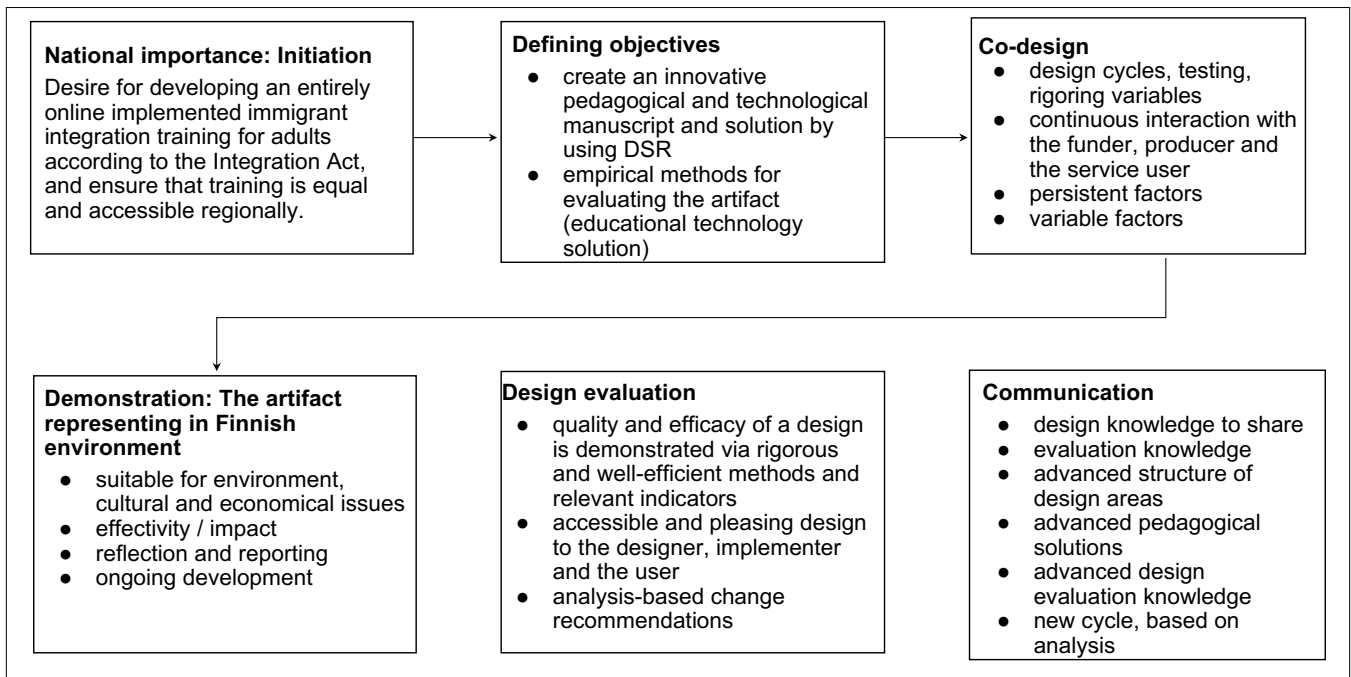 National importance: Initiation
Desire for developing an entirely
online implemented immigrant
integration training for adults
according to the Integration Act,
and ensure that training is equal
and accessible regionally.
Defining objectives
● create an innovative
pedagogical and technological
manuscript and solution by
using DSR
● empirical methods for
evaluating the artifact
(educational technology
solution)
Co-design
● design cycles, testing,
rigoring variables
● continuous interaction with
the funder, producer and
the service user
● persistent factors
● variable factors
Demonstration: The artifact
representing in Finnish
environment
● suitable for environment,
cultural and economical issues
● effectivity / impact
● reflection and reporting
● ongoing development
Design evaluation
● quality and efficacy of a design
is demonstrated via rigorous
and well-efficient methods and
relevant indicators
● accessible and pleasing design
to the designer, implementer
and the user
● analysis-based change
recommendations
Communication
● design knowledge to share
● evaluation knowledge
● advanced structure of
design areas
● advanced pedagogical
solutions
● advanced design
evaluation knowledge
● new cycle, based on
analysis